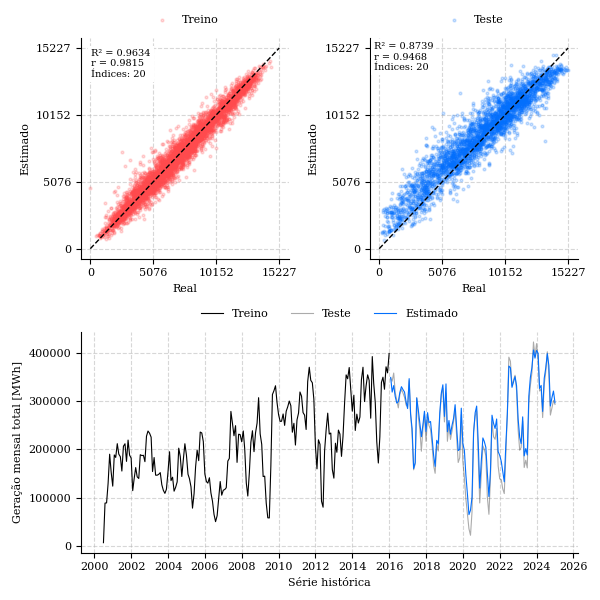 Treino
Teste
R² = 0.9634
r = 0.9815
Índices: 20
R² = 0.8739
r = 0.9468
Índices: 20
15227
10152
5076
0
Estimado
0 5076 10152 15227
Real
15227
10152
5076
0
Estimado
0 5076 10152 15227
Real
Treino Teste Estimado
400000
300000
200000
100000
0
Geração mensal total [MWh]
2000 2002 2004 2006 2008 2010 2012 2014 2016 2018 2020 2022 2024 2026
Série histórica